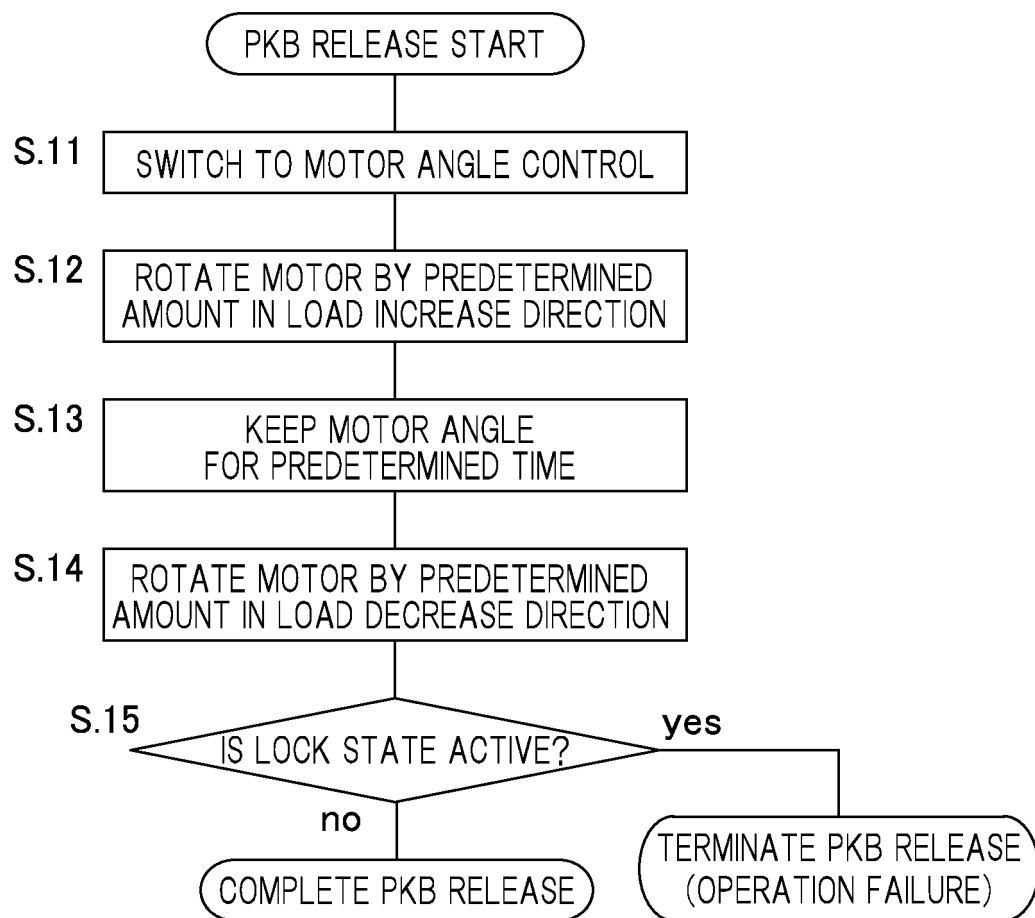 PKB RELEASE START
S.11
SWITCH TO MOTOR ANGLE CONTROL
S.12
ROTATE MOTOR BY PREDETERMINED
AMOUNT IN LOAD INCREASE DIRECTION
S.13
KEEP MOTOR ANGLE
FOR PREDETERMINED TIME
S.14
ROTATE MOTOR BY PREDETERMINED
AMOUNT IN LOAD DECREASE DIRECTION
S.15
IS LOCK STATE ACTIVE?
yes
no
COMPLETE PKB RELEASE
TERMINATE PKB RELEASE
(OPERATION FAILURE)